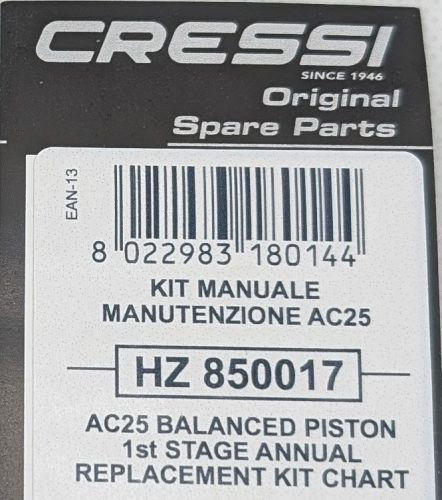 CRESSI
SINCE 1946
Original
Spare Parts
EAN-13
8 022983 180144
KIT MANUALE
MANUTENZIONE AC25
HZ 850017
AC25 BALANCED PISTON
1st STAGE ANNUAL
REPLACEMENT KIT CHART